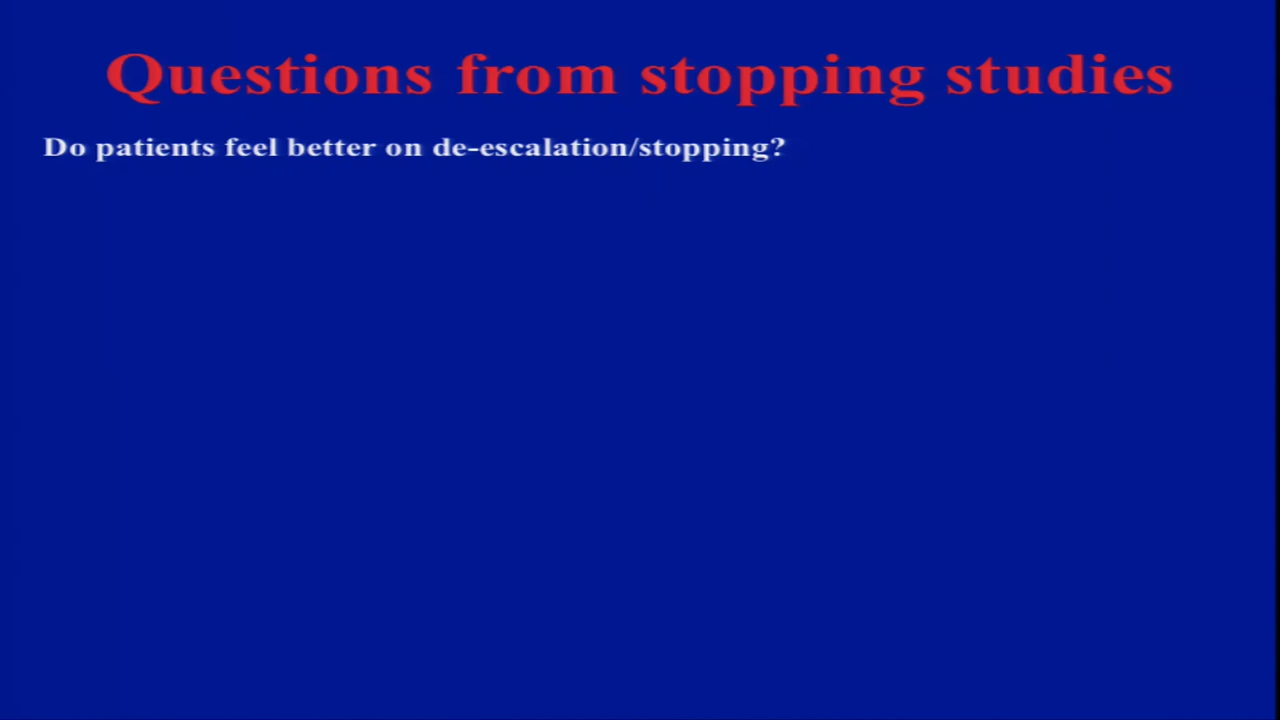 Questions from stopping studies
Do patients feel better on de-escalation/stopping?